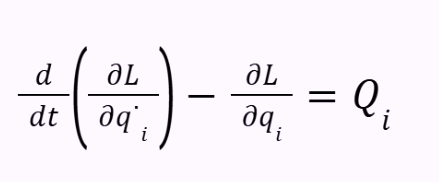 d/dt(∂L/∂q̇ᵢ) − ∂L/∂qᵢ = Qᵢ